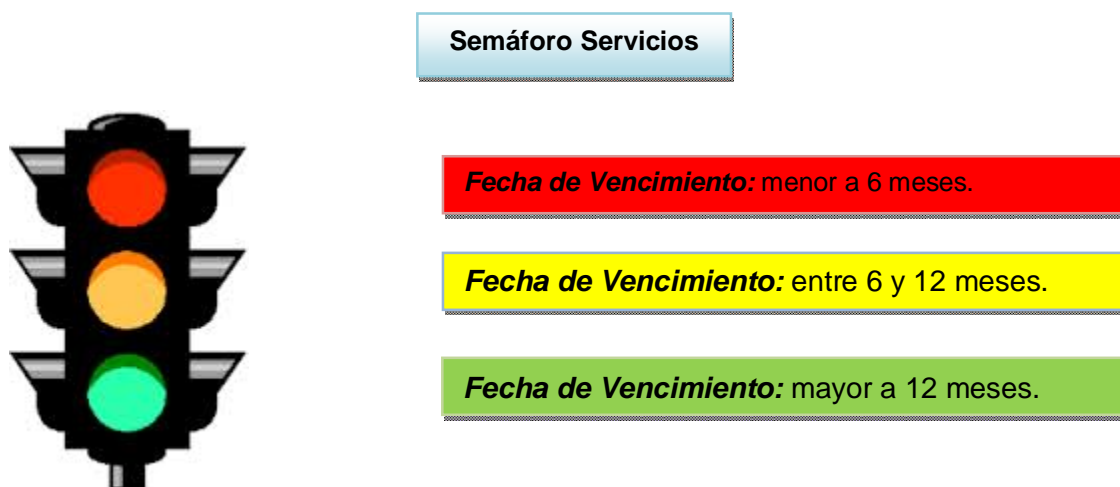 Semáforo Servicios
Fecha de Vencimiento: menor a 6 meses.
Fecha de Vencimiento: entre 6 y 12 meses.
Fecha de Vencimiento: mayor a 12 meses.